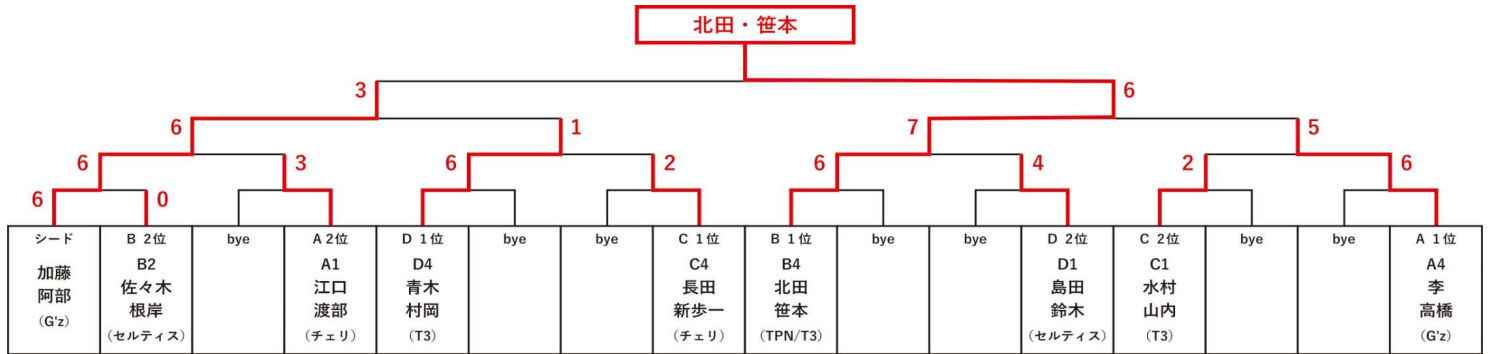 北田・笹本
3
6
6
1
7
5
6
3
6
2
6
4
2
6
6
0
シード
加藤
阿部
(G'z)
B 2位
B2
佐々木
根岸
(セルティス)
bye
A 2位
A1
江口
渡部
(チェリ)
D 1位
D4
青木
村岡
(T3)
bye
bye
C 1位
C4
長田
新歩一
(チェリ)
B 1位
B4
北田
笹本
(TPN/T3)
bye
bye
D 2位
D1
島田
鈴木
(セルティス)
C 2位
C1
水村
山内
(T3)
bye
bye
A 1位
A4
李
高橋
(G'z)